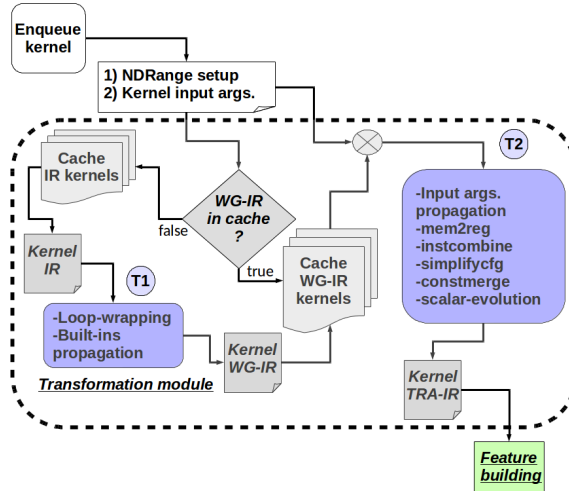 Enqueue
kernel
1) NDRange setup
2) Kernel input args.
T2
Cache
IR kernels
WG-IR
in cache
?
false
true
-Input args.
propagation
-mem2reg
-instcombine
-simplifycfg
-constmerge
-scalar-evolution
Kernel
IR
T1
Cache
WG-IR
kernels
-Loop-wrapping
-Built-ins
propagation
Kernel
WG-IR
Transformation module
Kernel
TRA-IR
Feature
building